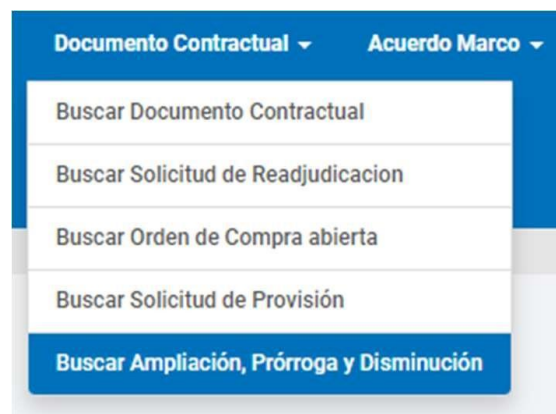 Documento Contractual Acuerdo Marco
Buscar Documento Contractual
Buscar Solicitud de Readjudicacion
Buscar Orden de Compra abierta
Buscar Solicitud de Provisión
Buscar Ampliación, Prórroga y Disminución